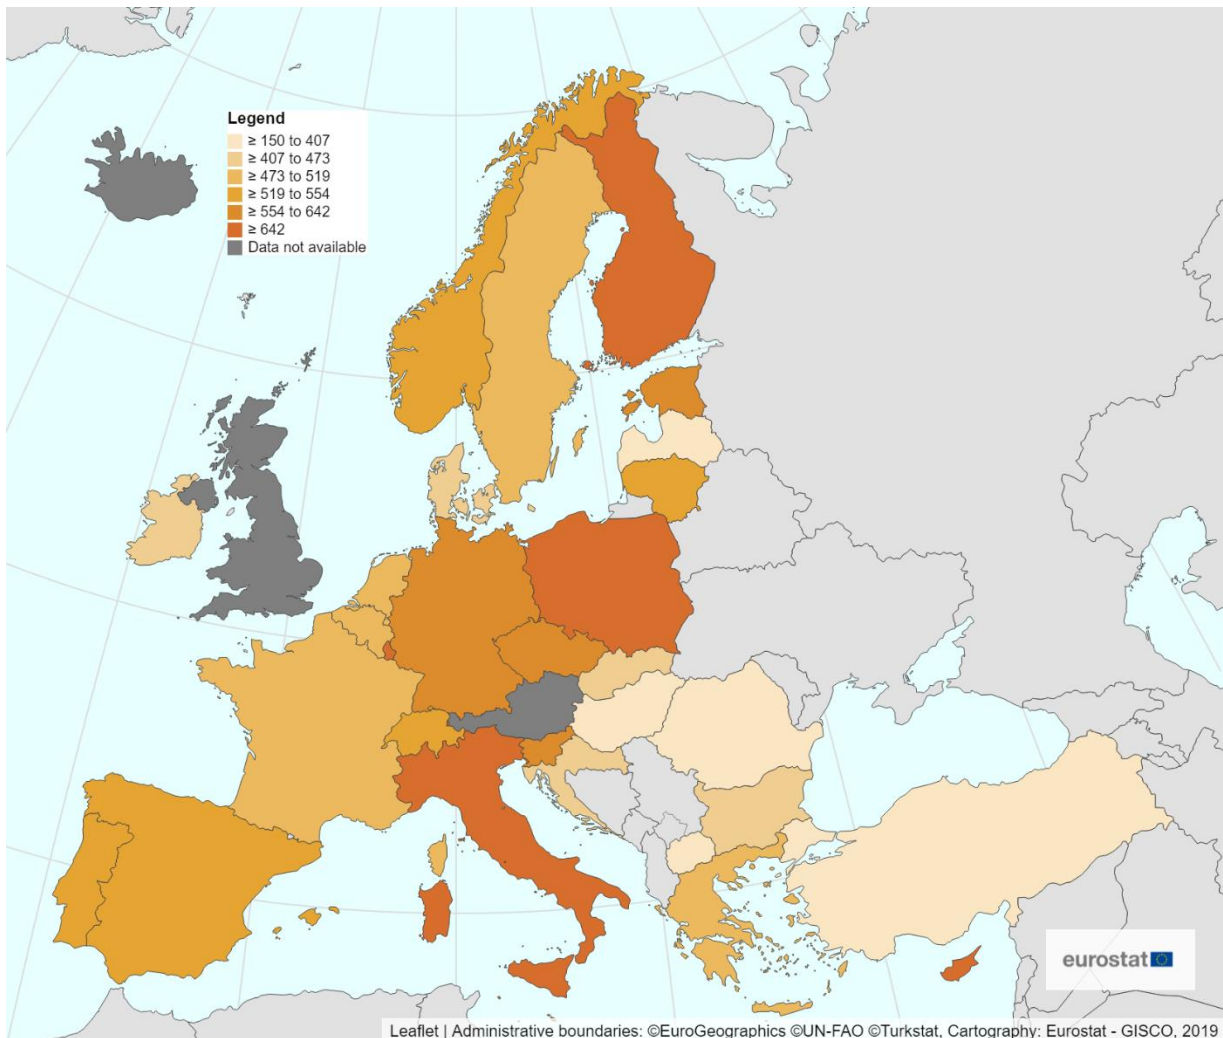 Legend
≥ 150 to 407
≥ 407 to 473
≥ 473 to 519
≥ 519 to 554
≥ 554 to 642
≥ 642
Data not available
eurostat
Leaflet | Administrative boundaries: ©EuroGeographics ©UN-FAO ©Turkstat, Cartography: Eurostat - GISCO, 2019